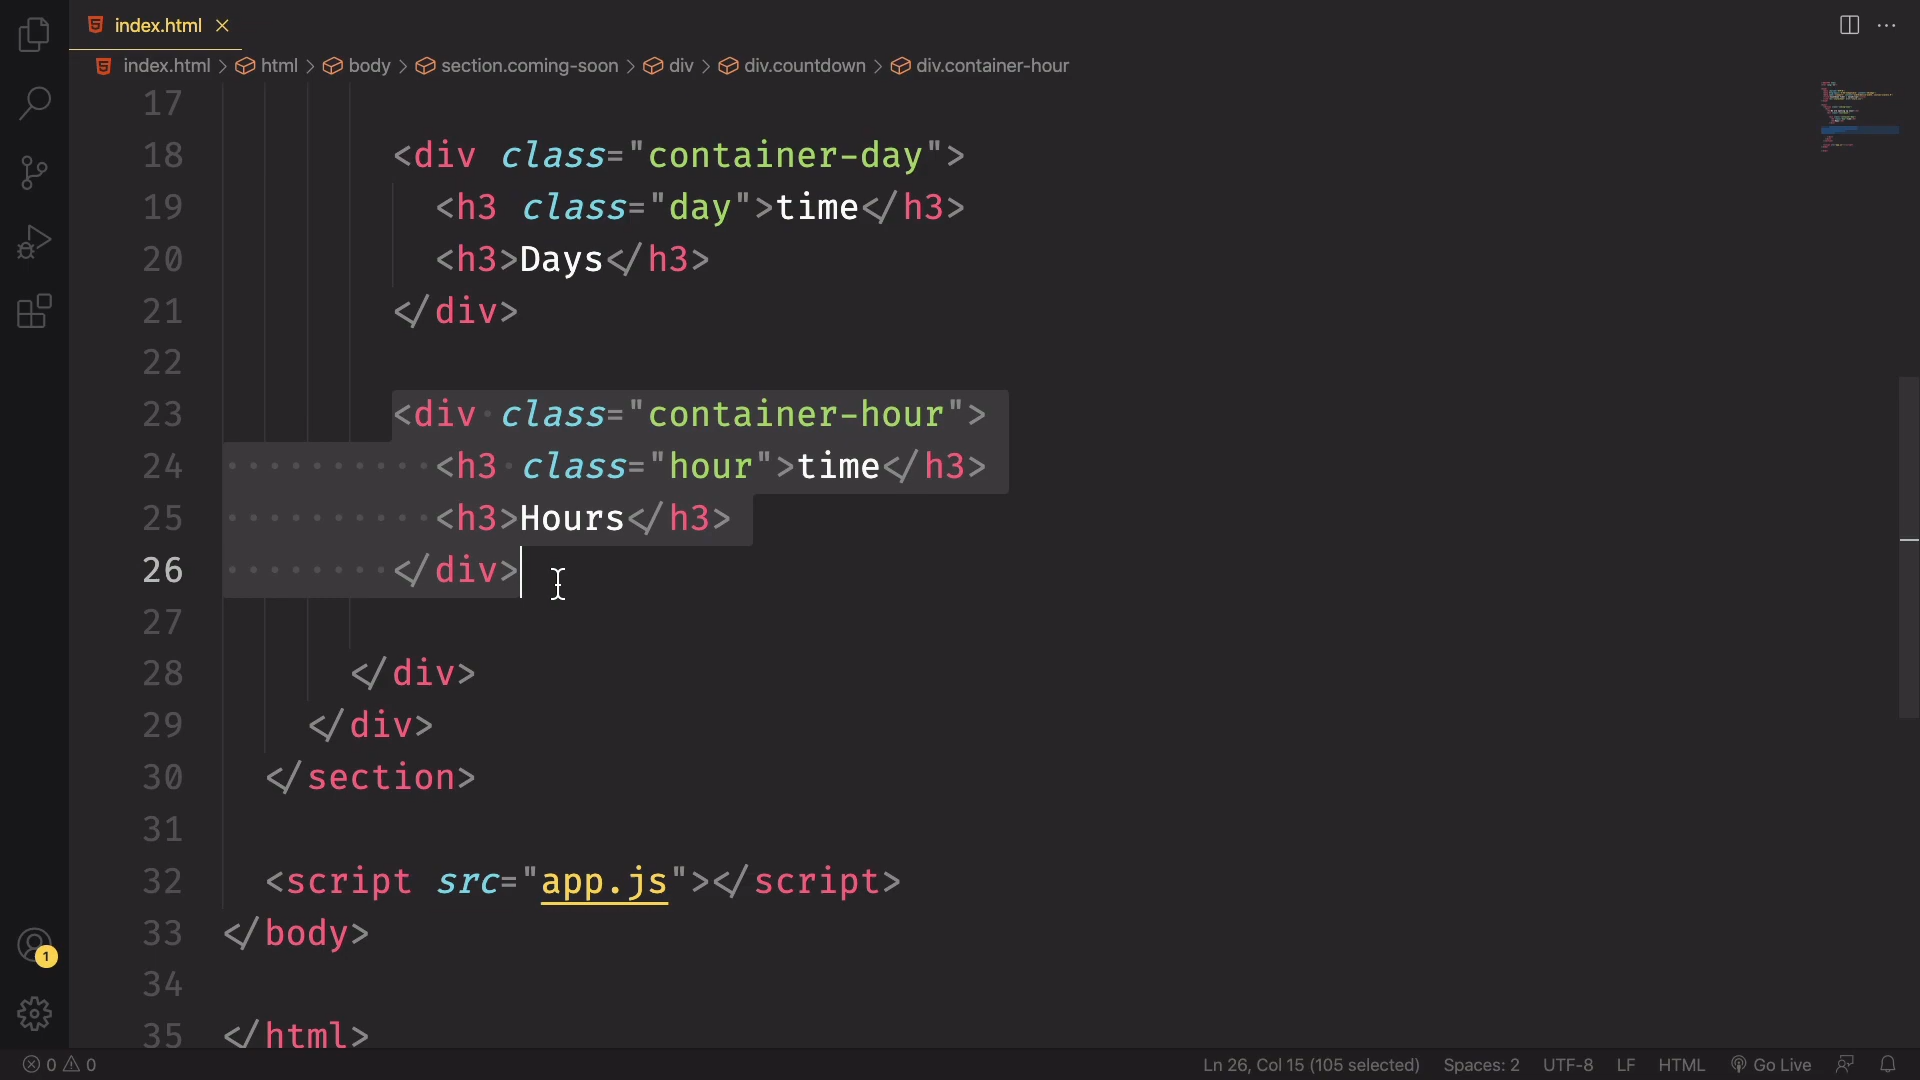 index.html
index.html > html > body > section.coming-soon > div > div.countdown > div.container-hour
17
18 <div class="container-day">
19 <h3 class="day">time</h3>
20 <h3>Days</h3>
21 </div>
22
23 <div class="container-hour">
24 <h3 class="hour">time</h3>
25 <h3>Hours</h3>
26 </div>
27
28 </div>
29 </div>
30 </section>
31
32 <script src="app.js"></script>
33 </body>
34
35 </html>
1
0 0 Ln 26, Col 15 (105 selected) Spaces: 2 UTF-8 LF HTML Go Live